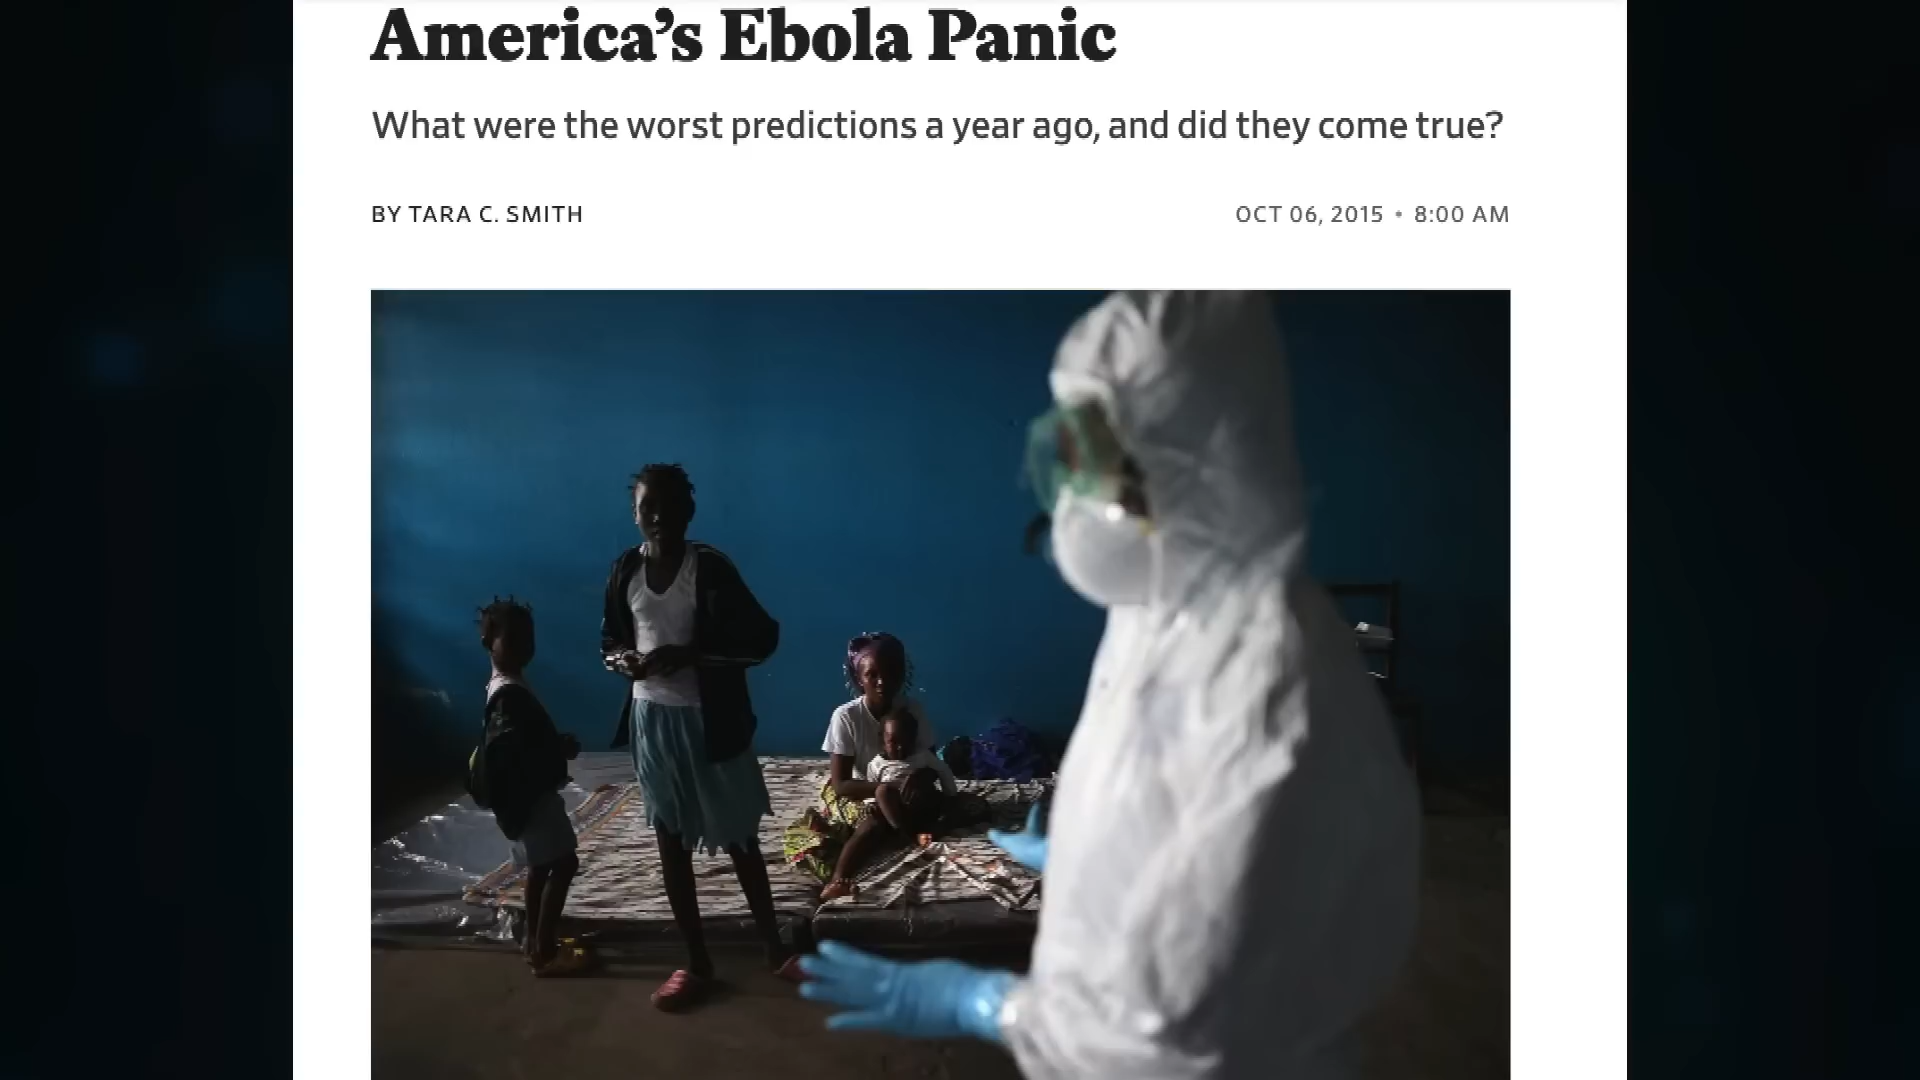 America’s Ebola Panic
What were the worst predictions a year ago, and did they come true?
BY TARA C. SMITH
OCT 06, 2015 • 8:00 AM